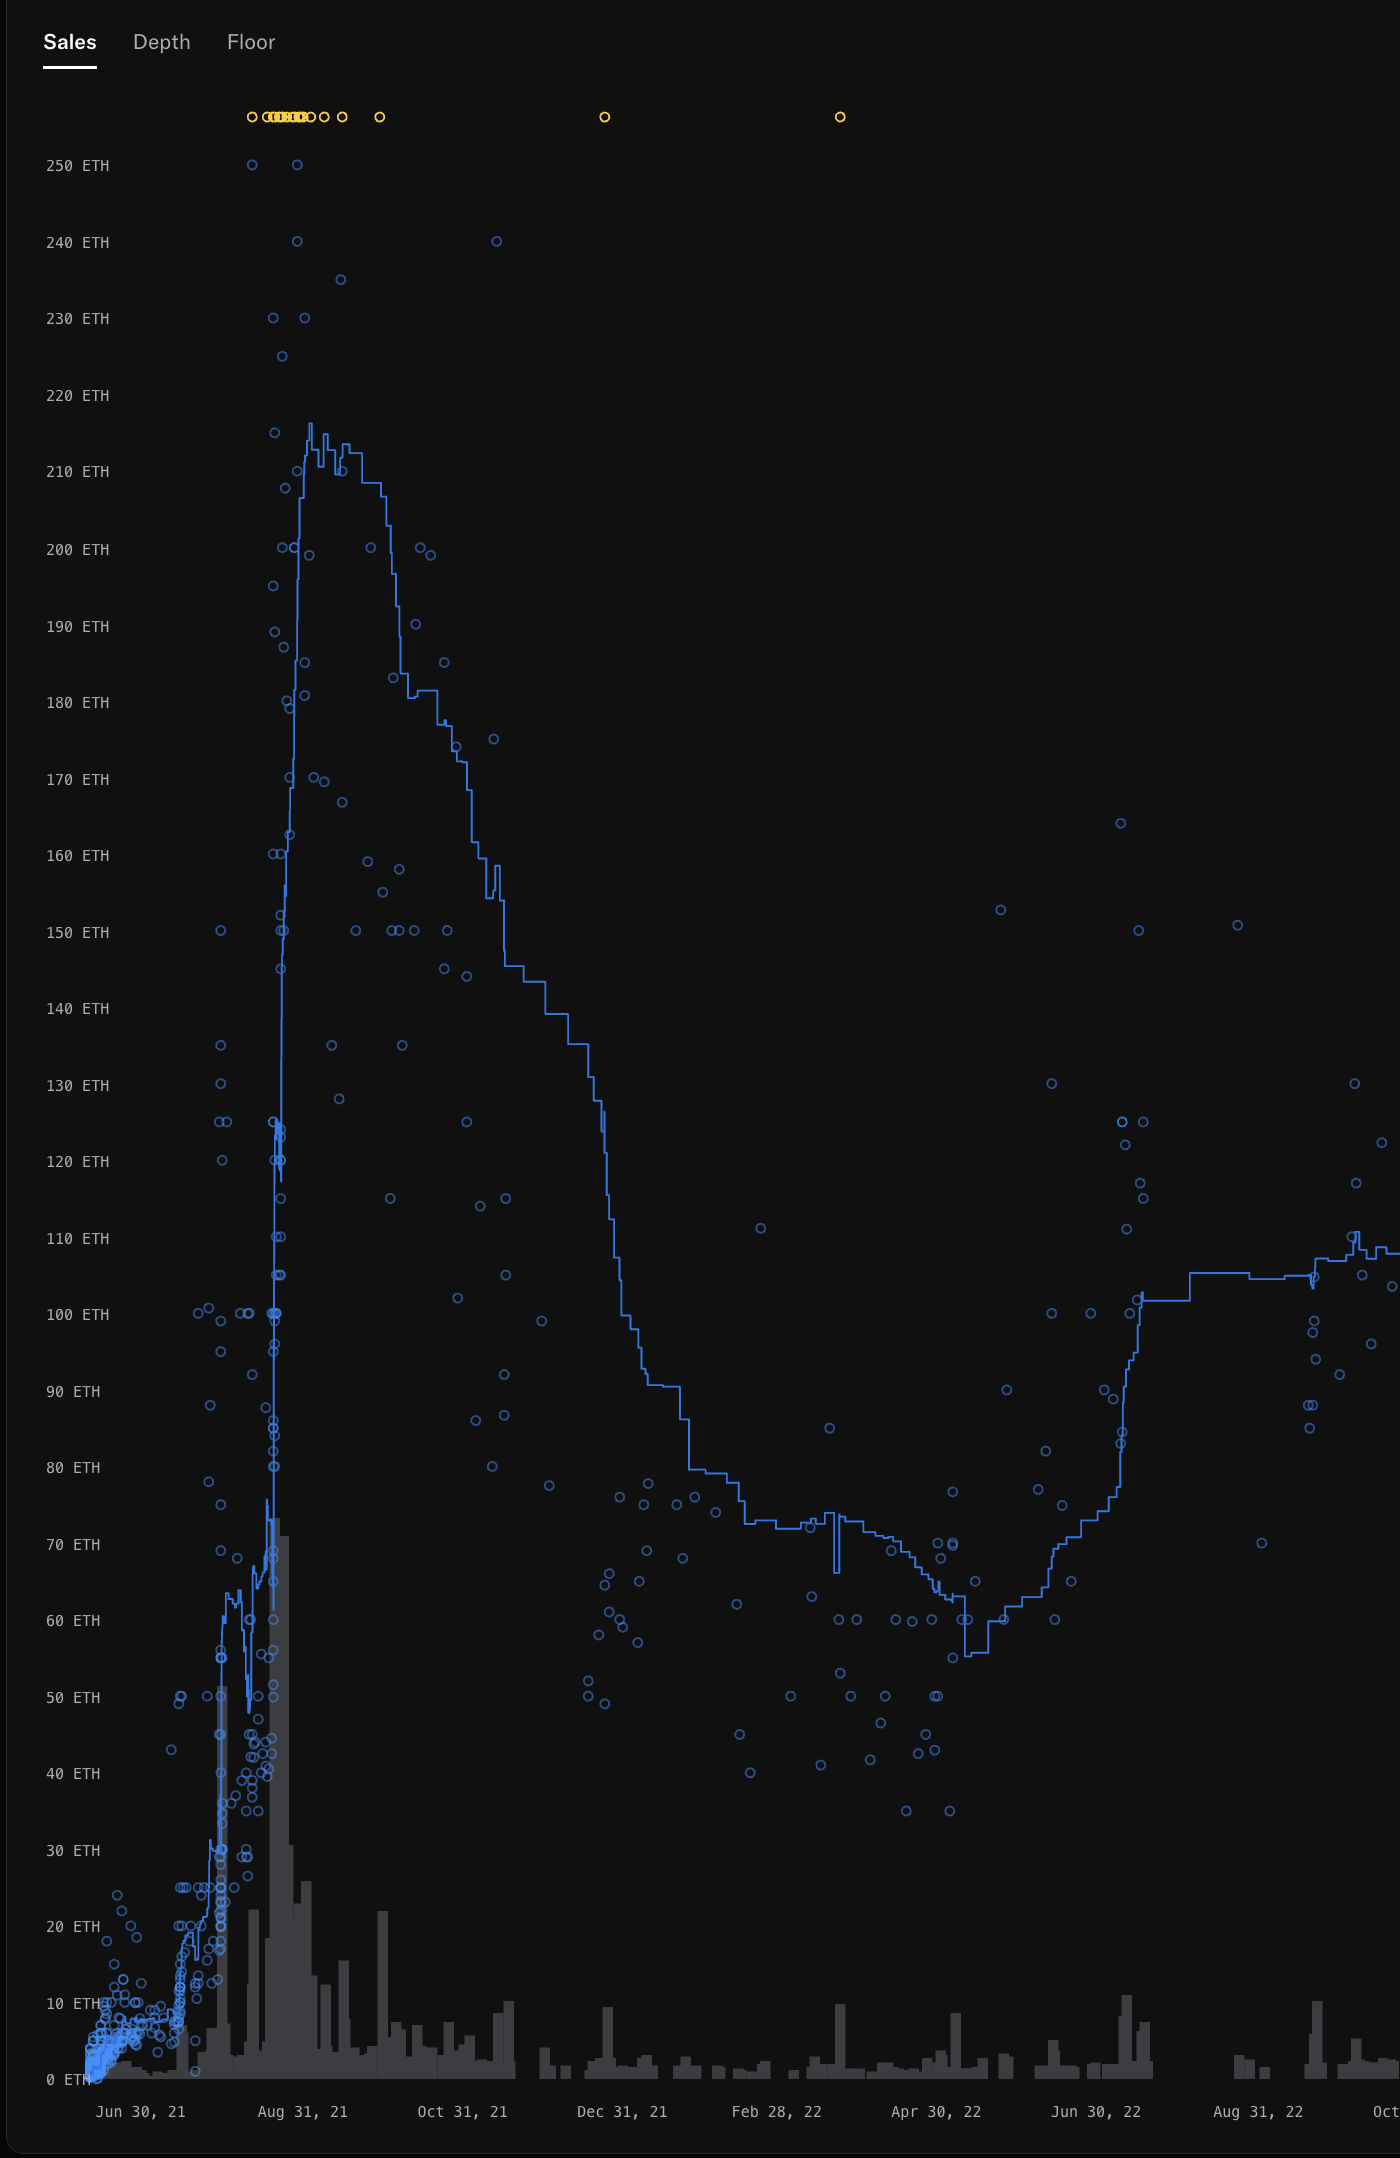 Sales Depth Floor
250 ETH
240 ETH
230 ETH
220 ETH
210 ETH
200 ETH
190 ETH
180 ETH
170 ETH
160 ETH
150 ETH
140 ETH
130 ETH
120 ETH
110 ETH
100 ETH
90 ETH
80 ETH
70 ETH
60 ETH
50 ETH
40 ETH
30 ETH
20 ETH
10 ETH
0 ETH
Jun 30, 21 Aug 31, 21 Oct 31, 21 Dec 31, 21 Feb 28, 22 Apr 30, 22 Jun 30, 22 Aug 31, 22 Oct